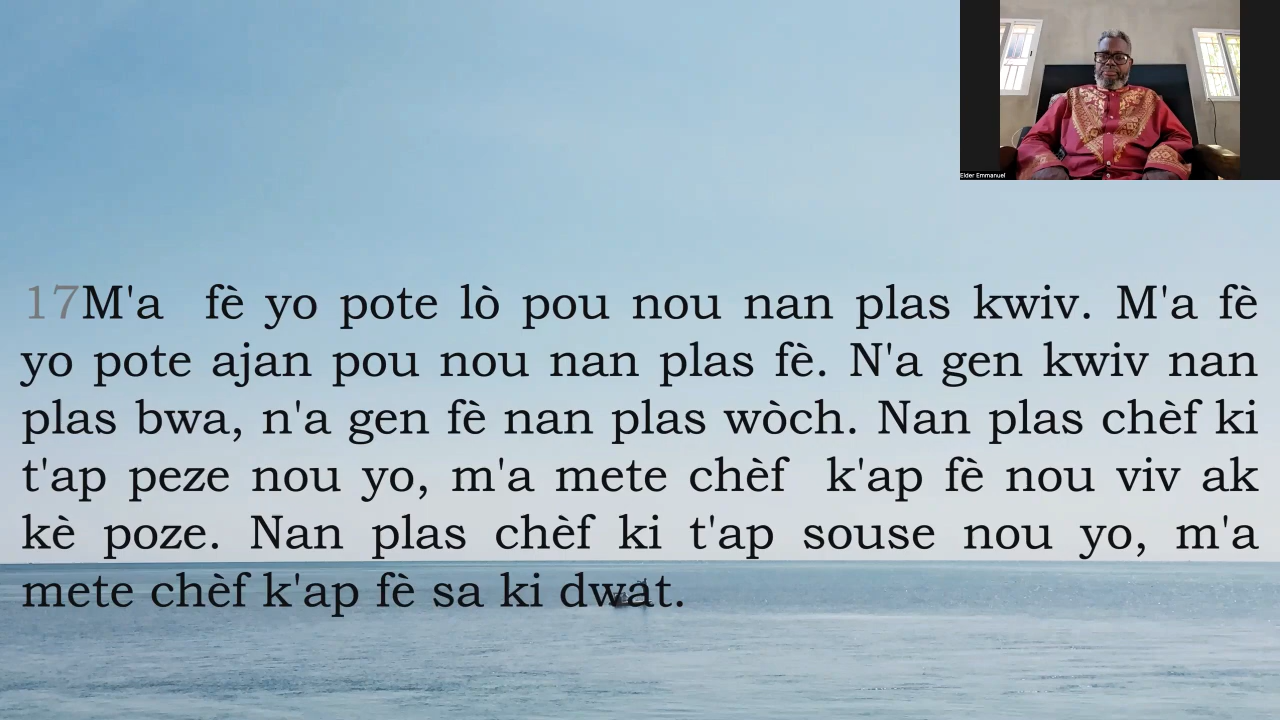 Elder Emmanuel
17M'a fè yo pote lò pou nou nan plas kwiv. M'a fè
yo pote ajan pou nou nan plas fè. N'a gen kwiv nan
plas bwa, n'a gen fè nan plas wòch. Nan plas chèf ki
t'ap peze nou yo, m'a mete chèf k'ap fè nou viv ak
kè poze. Nan plas chèf ki t'ap souse nou yo, m'a
mete chèf k'ap fè sa ki dwat.